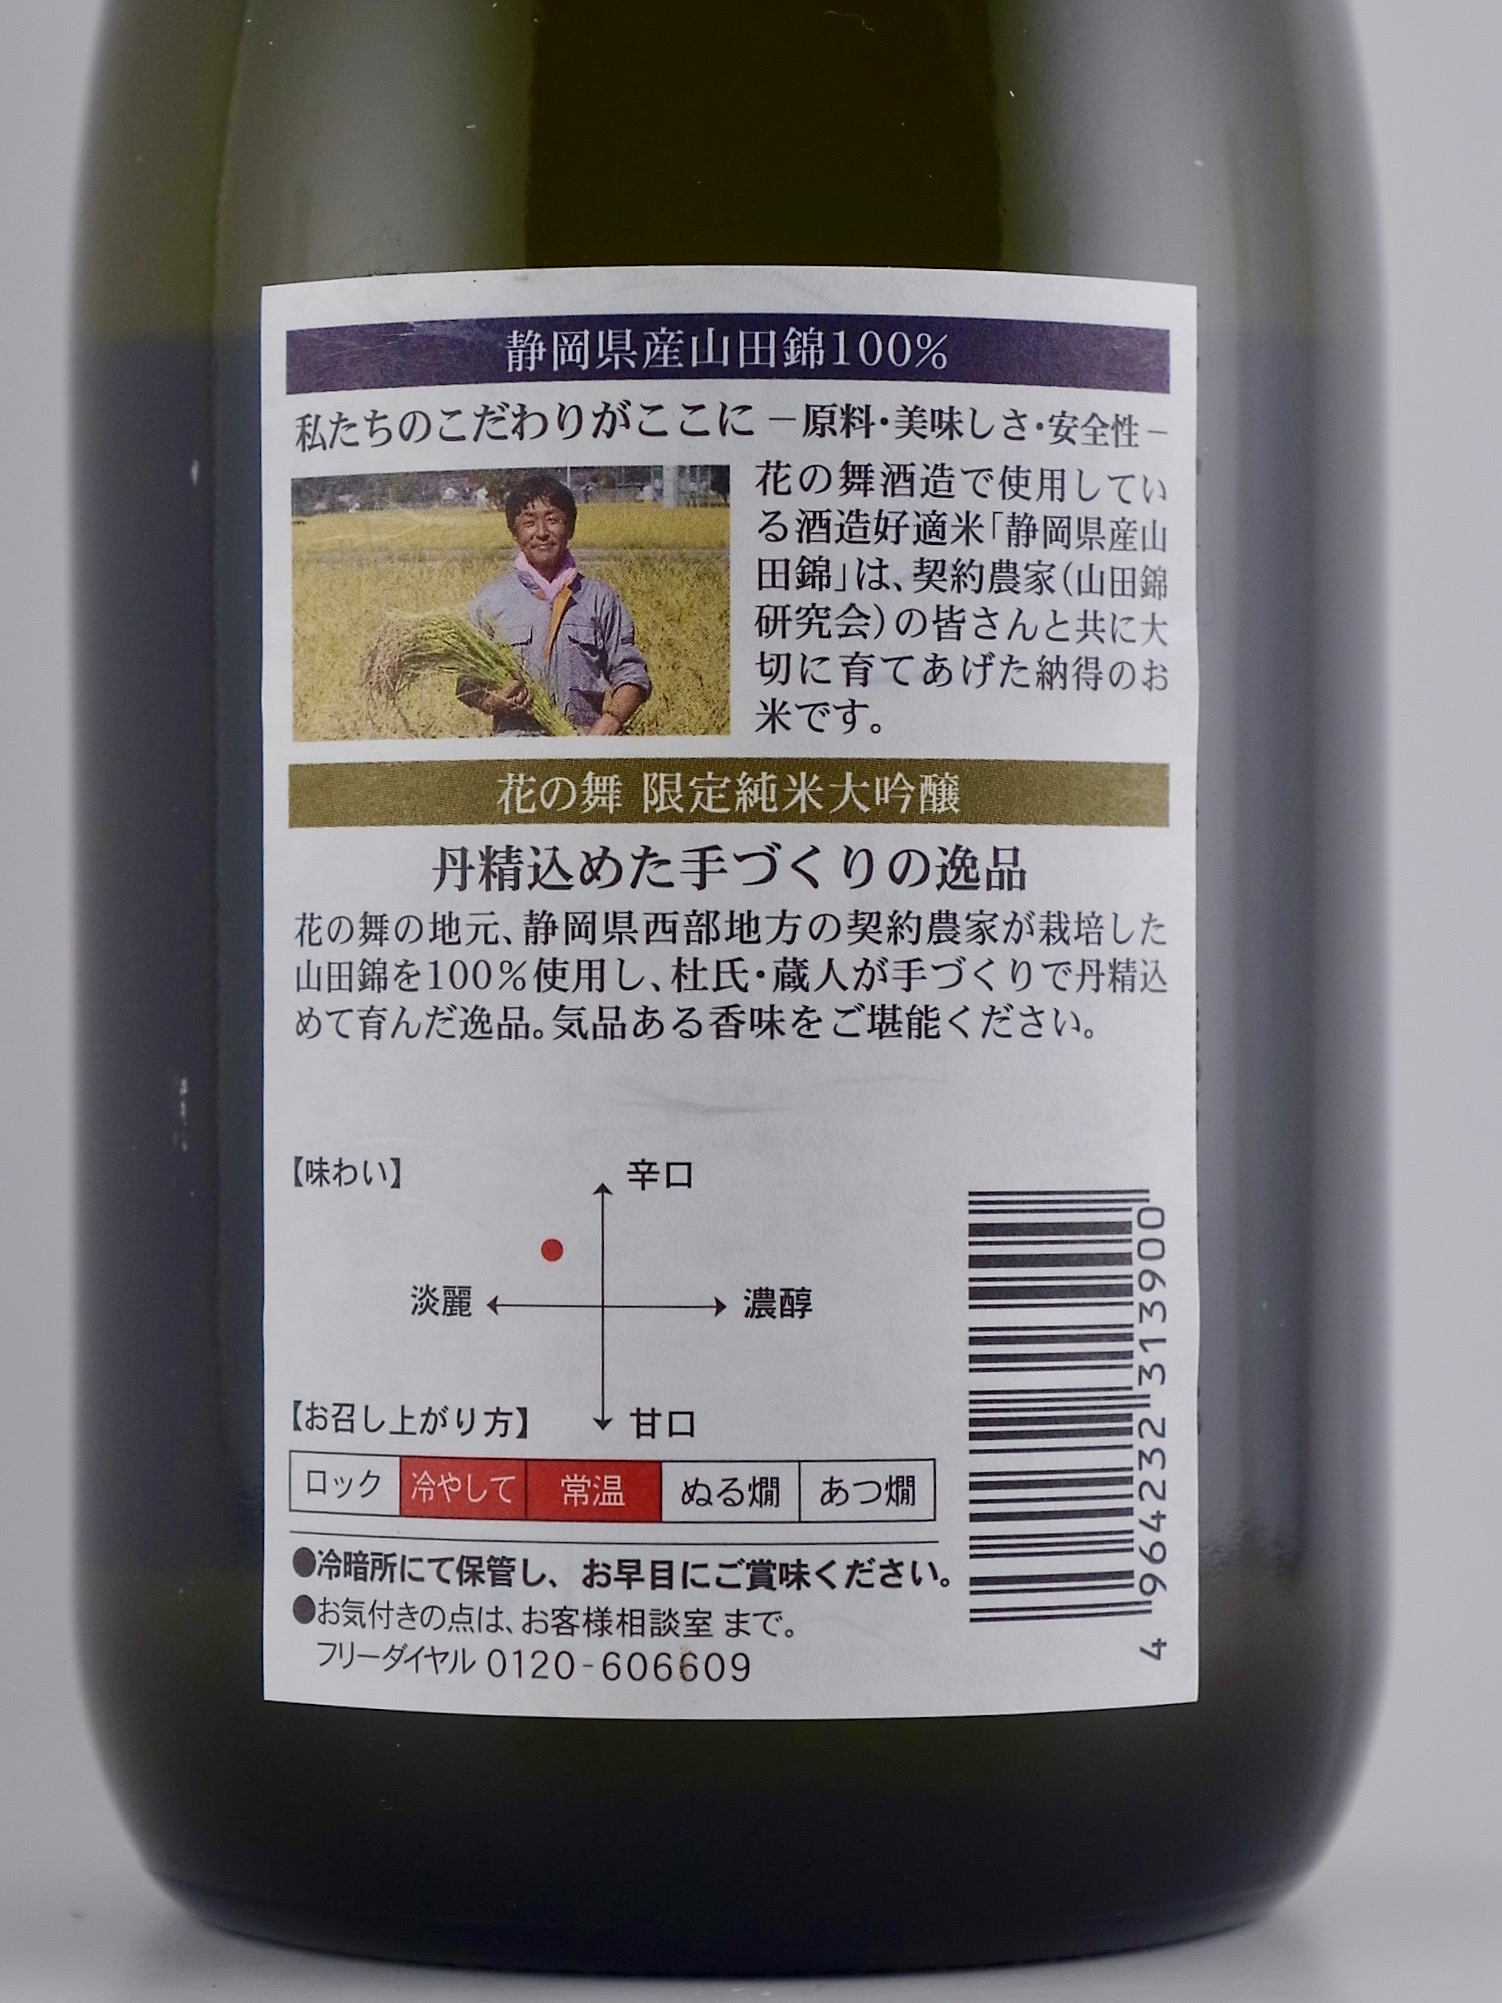 静岡県産山田錦100%
私たちのこだわりがここに －原料・美味しさ・安全性－
花の舞酒造で使用してい
る酒造好適米「静岡県産山
田錦」は、契約農家（山田錦
研究会）の皆さんと共に大
切に育てあげた納得のお
米です。
花の舞 限定純米大吟醸
丹精込めた手づくりの逸品
花の舞の地元、静岡県西部地方の契約農家が栽培した
山田錦を100％使用し、杜氏・蔵人が手づくりで丹精込
めて育んだ逸品。気品ある香味をご堪能ください。
【味わい】
辛口
淡麗
濃醇
甘口
【お召し上がり方】
ロック 冷やして 常温 ぬる燗 あつ燗
●冷暗所にて保管し、お早目にご賞味ください。
●お気付きの点は、お客様相談室 まで。
フリーダイヤル 0120-606609
4 964232 313900